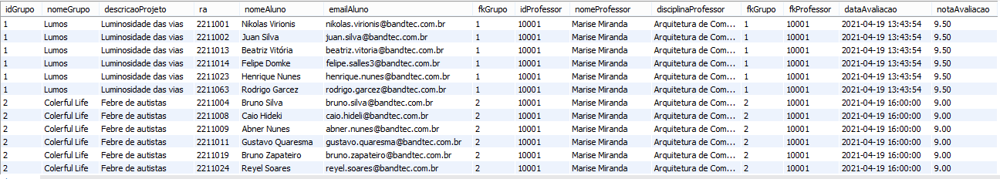 idGrupo nomeGrupo descricaoProjeto ra nomeAluno emailAluno fkGrupo idProfessor nomeProfessor disciplinaProfessor fkGrupo fkProfessor dataAvaliacao notaAvaliacao
1 Lumos Luminosidade das vias 2211001 Nikolas Virionis nikolas.virionis@bandtec.com.br 1 10001 Marise Miranda Arquitetura de Com... 1 10001 2021-04-19 13:43:54 9.50
1 Lumos Luminosidade das vias 2211002 Juan Silva juan.silva@bandtec.com.br 1 10001 Marise Miranda Arquitetura de Com... 1 10001 2021-04-19 13:43:54 9.50
1 Lumos Luminosidade das vias 2211013 Beatriz Vitória beatriz.vitoria@bandtec.com.br 1 10001 Marise Miranda Arquitetura de Com... 1 10001 2021-04-19 13:43:54 9.50
1 Lumos Luminosidade das vias 2211014 Felipe Domke felipe.salles3@bandtec.com.br 1 10001 Marise Miranda Arquitetura de Com... 1 10001 2021-04-19 13:43:54 9.50
1 Lumos Luminosidade das vias 2211023 Henrique Nunes henrique.nunes@bandtec.com.br 1 10001 Marise Miranda Arquitetura de Com... 1 10001 2021-04-19 13:43:54 9.50
1 Lumos Luminosidade das vias 2211063 Rodrigo Garcez rodrigo.garcez@bandtec.com.br 1 10001 Marise Miranda Arquitetura de Com... 1 10001 2021-04-19 13:43:54 9.50
2 Colerful Life Febre de autistas 2211004 Bruno Silva bruno.silva@bandtec.com.br 2 10001 Marise Miranda Arquitetura de Com... 2 10001 2021-04-19 16:00:00 9.00
2 Colerful Life Febre de autistas 2211008 Caio Hideki caio.hideli@bandtec.com.br 2 10001 Marise Miranda Arquitetura de Com... 2 10001 2021-04-19 16:00:00 9.00
2 Colerful Life Febre de autistas 2211009 Abner Nunes abner.nunes@bandtec.com.br 2 10001 Marise Miranda Arquitetura de Com... 2 10001 2021-04-19 16:00:00 9.00
2 Colerful Life Febre de autistas 2211011 Gustavo Quaresma gustavo.quaresma@bandtec.com.br 2 10001 Marise Miranda Arquitetura de Com... 2 10001 2021-04-19 16:00:00 9.00
2 Colerful Life Febre de autistas 2211019 Bruno Zapateiro bruno.zapateiro@bandtec.com.br 2 10001 Marise Miranda Arquitetura de Com... 2 10001 2021-04-19 16:00:00 9.00
2 Colerful Life Febre de autistas 2211024 Reyel Soares reyel.soares@bandtec.com.br 2 10001 Marise Miranda Arquitetura de Com... 2 10001 2021-04-19 16:00:00 9.00